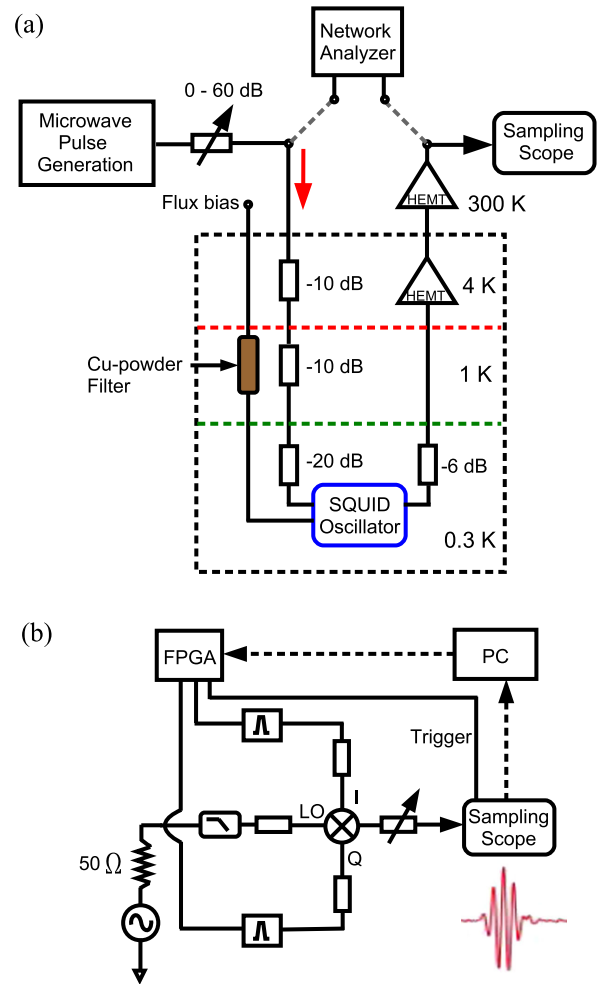 (a)
Network
Analyzer
0 - 60 dB
Microwave
Pulse
Generation
Sampling
Scope
Flux bias
HEMT
300 K
-10 dB
HEMT
4 K
Cu-powder
Filter
-10 dB
1 K
-20 dB
-6 dB
SQUID
Oscillator
0.3 K
(b)
FPGA
PC
Trigger
I
LO
Sampling
Scope
Q
50 Ω